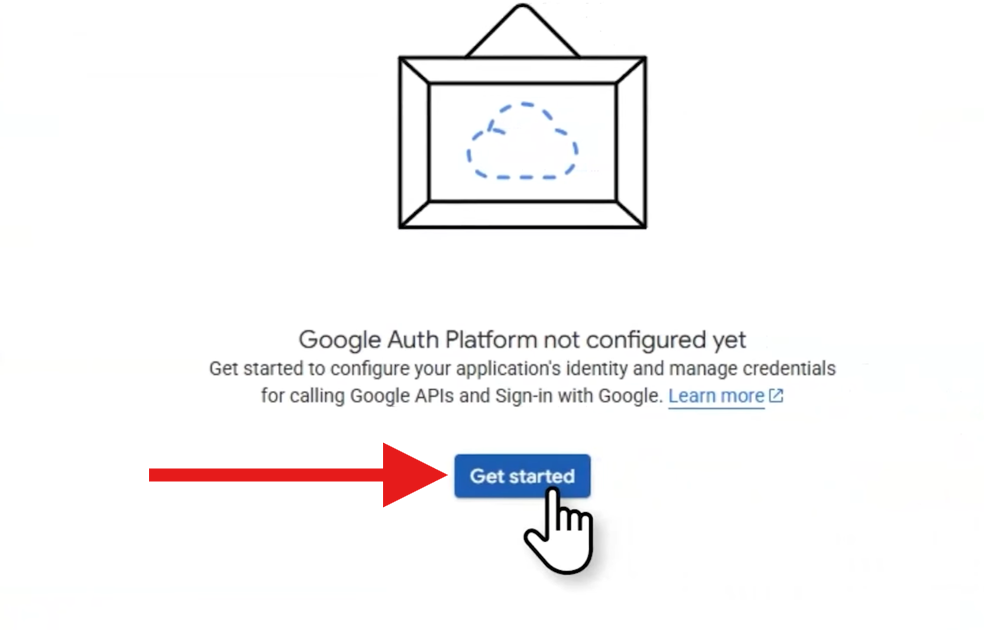 Google Auth Platform not configured yet
Get started to configure your application's identity and manage credentials
for calling Google APIs and Sign-in with Google. Learn more
Get started